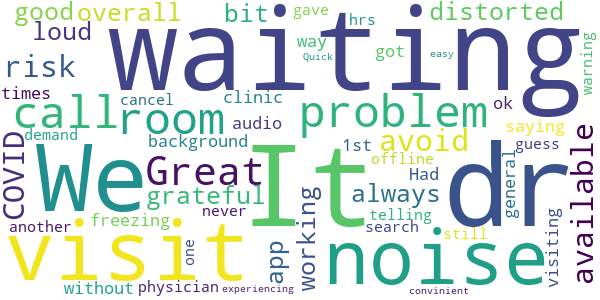 good overall bit gave hrs distorted
loud waiting way got easy
Quick
risk warning
times cancel clinic problem ok
call room audio saying
demand background 1st avoid guess
COVID We Great It offline dr available
grateful always Had general
another freezing never telling
visit one app working search still visiting
noise
without physician experiencing convinient